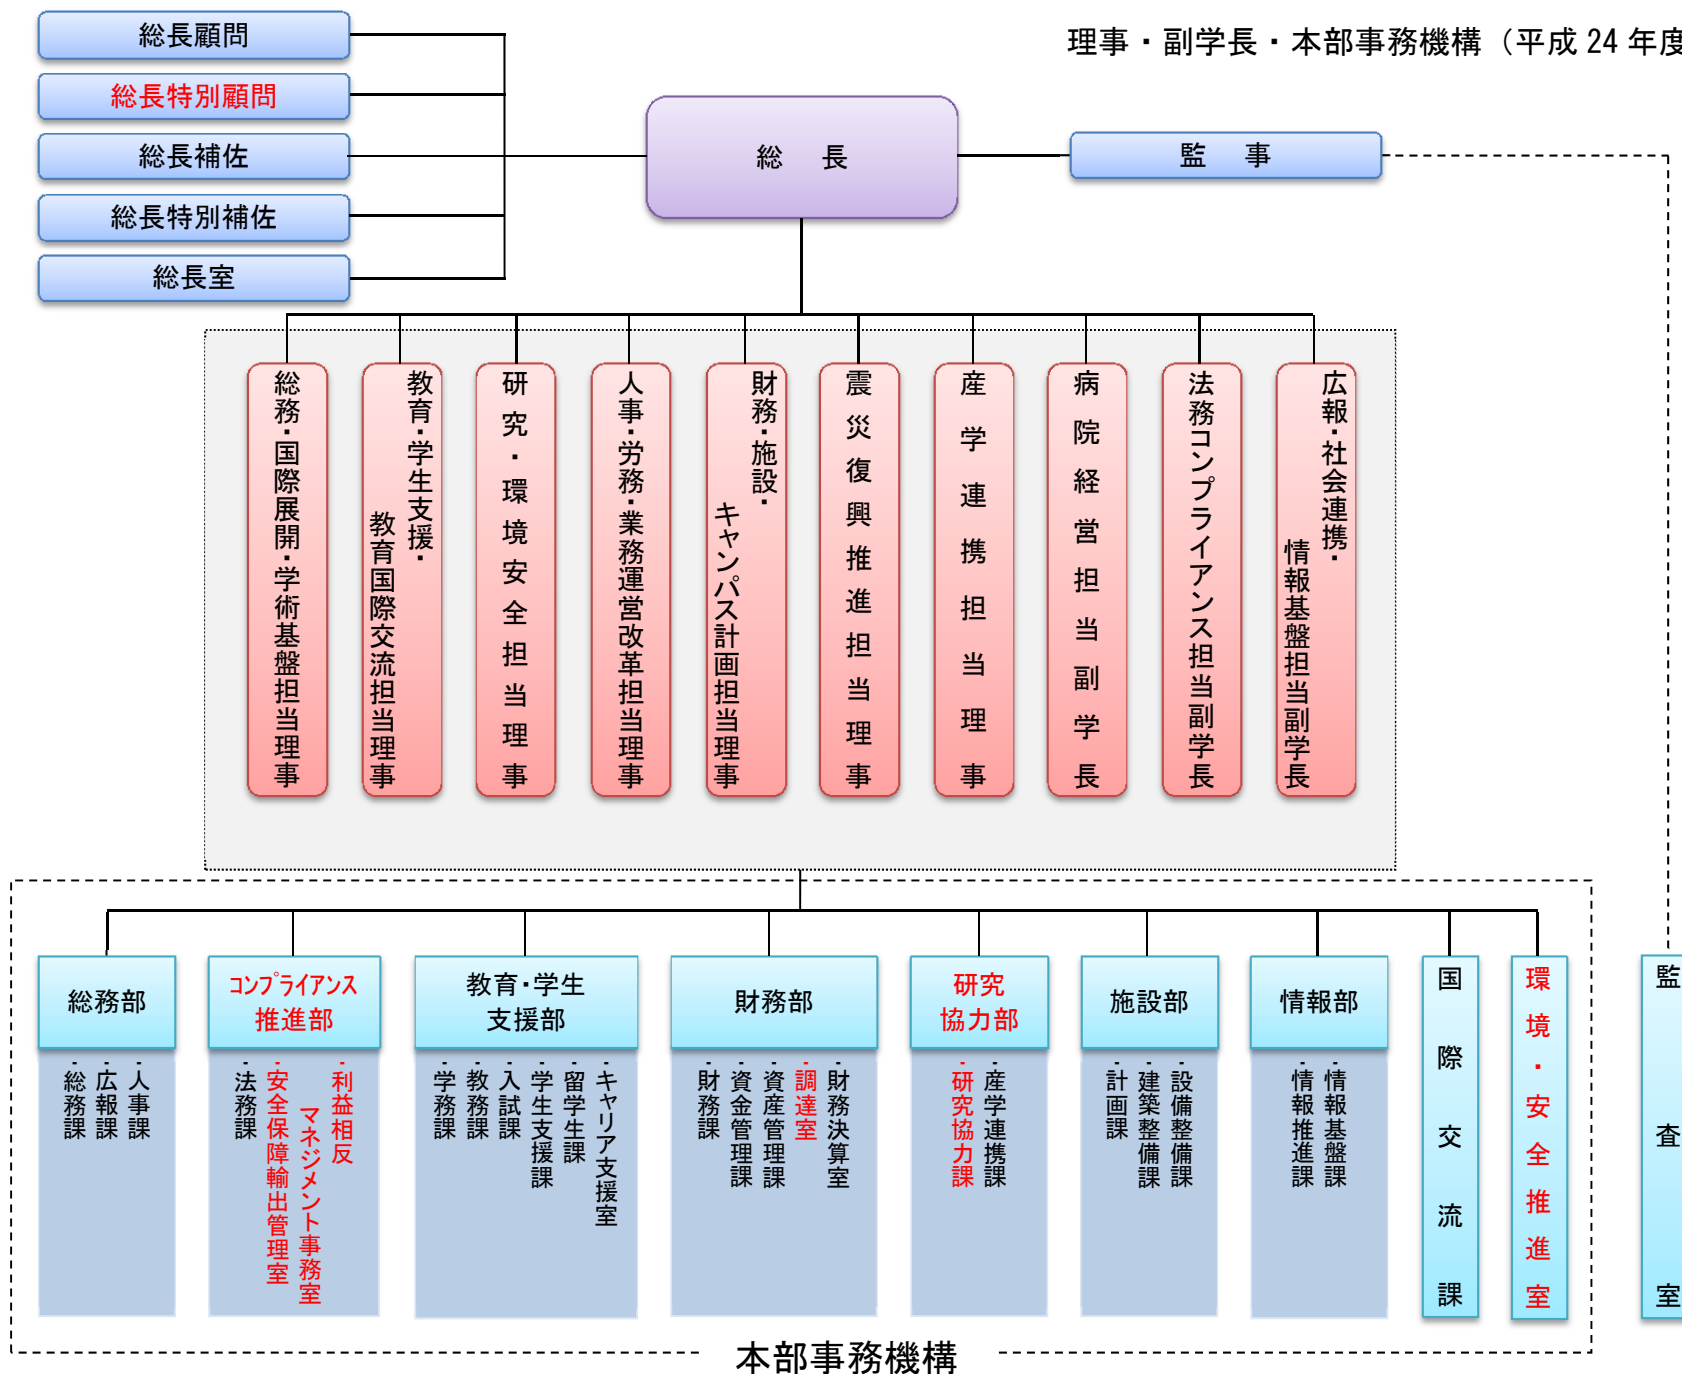 理事・副学長・本部事務機構（平成 24 年度
総長顧問
総長特別顧問
総長補佐
総長特別補佐
総長室
総　長
監　事
総務・国際展開・学術基盤担当理事
教育・学生支援・
教育国際交流担当理事
研究・環境安全担当理事
人事・労務・業務運営改革担当理事
財務・施設・
キャンパス計画担当理事
震災復興推進担当理事
産学連携担当理事
病院経営担当副学長
法務コンプライアンス担当副学長
広報・社会連携・
情報基盤担当副学長
総務部
・総務課
・広報課
・人事課
コンプライアンス
推進部
・法務課
・安全保障輸出管理室
・利益相反
マネジメント事務室
教育・学生
支援部
・学務課
・教務課
・入試課
・学生支援課
・留学生課
・キャリア支援室
財務部
・財務課
・資金管理課
・資産管理課
・調達室
・財務決算室
研究
協力部
・研究協力課
・産学連携課
施設部
・計画課
・建築整備課
・設備整備課
情報部
・情報推進課
・情報基盤課
国際交流課
環境・安全推進室
監査室
本部事務機構